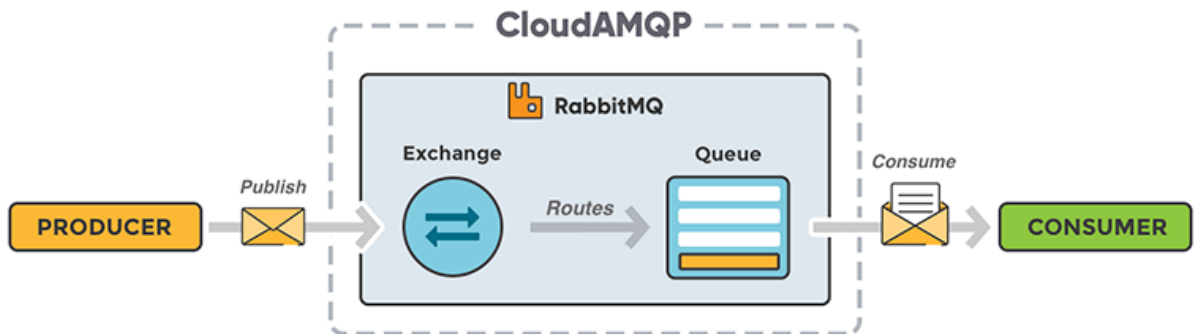 CloudAMQP
RabbitMQ
Exchange
Queue
Consume
Publish
Routes
PRODUCER
CONSUMER